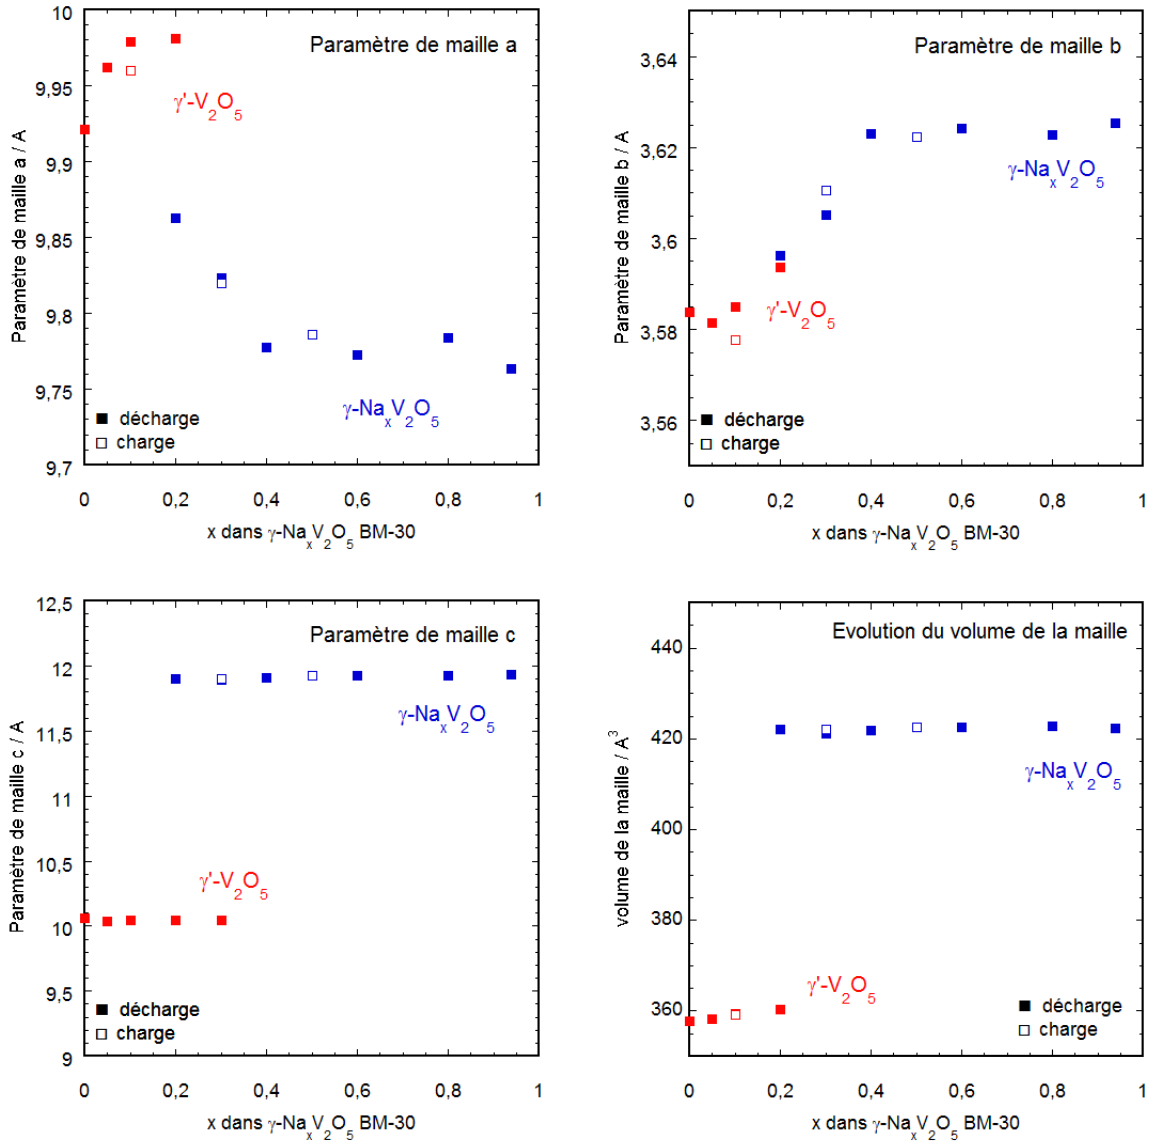 Paramètre de maille a
Paramètre de maille a / A
10
9,95
9,9
9,85
9,8
9,75
9,7
γ'-V₂O₅
γ-NaₓV₂O₅
décharge
charge
0 0,2 0,4 0,6 0,8 1
x dans γ-NaₓV₂O₅ BM-30
Paramètre de maille b
Paramètre de maille b / A
3,64
3,62
3,6
3,58
3,56
γ-NaₓV₂O₅
γ'-V₂O₅
décharge
charge
0 0,2 0,4 0,6 0,8 1
x dans γ-NaₓV₂O₅ BM-30
Paramètre de maille c
Paramètre de maille c / A
12,5
12
11,5
11
10,5
10
9,5
9
γ-NaₓV₂O₅
γ'-V₂O₅
décharge
charge
0 0,2 0,4 0,6 0,8 1
x dans γ-NaₓV₂O₅ BM-30
Evolution du volume de la maille
volume de la maille / A³
440
420
400
380
360
γ-NaₓV₂O₅
γ'-V₂O₅
décharge
charge
0 0,2 0,4 0,6 0,8 1
x dans γ-NaₓV₂O₅ BM-30